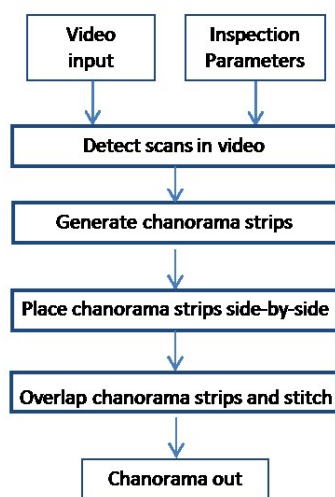 Video
input
Inspection
Parameters
Detect scans in video
Generate chanorama strips
Place chanorama strips side-by-side
Overlap chanorama strips and stitch
Chanorama out